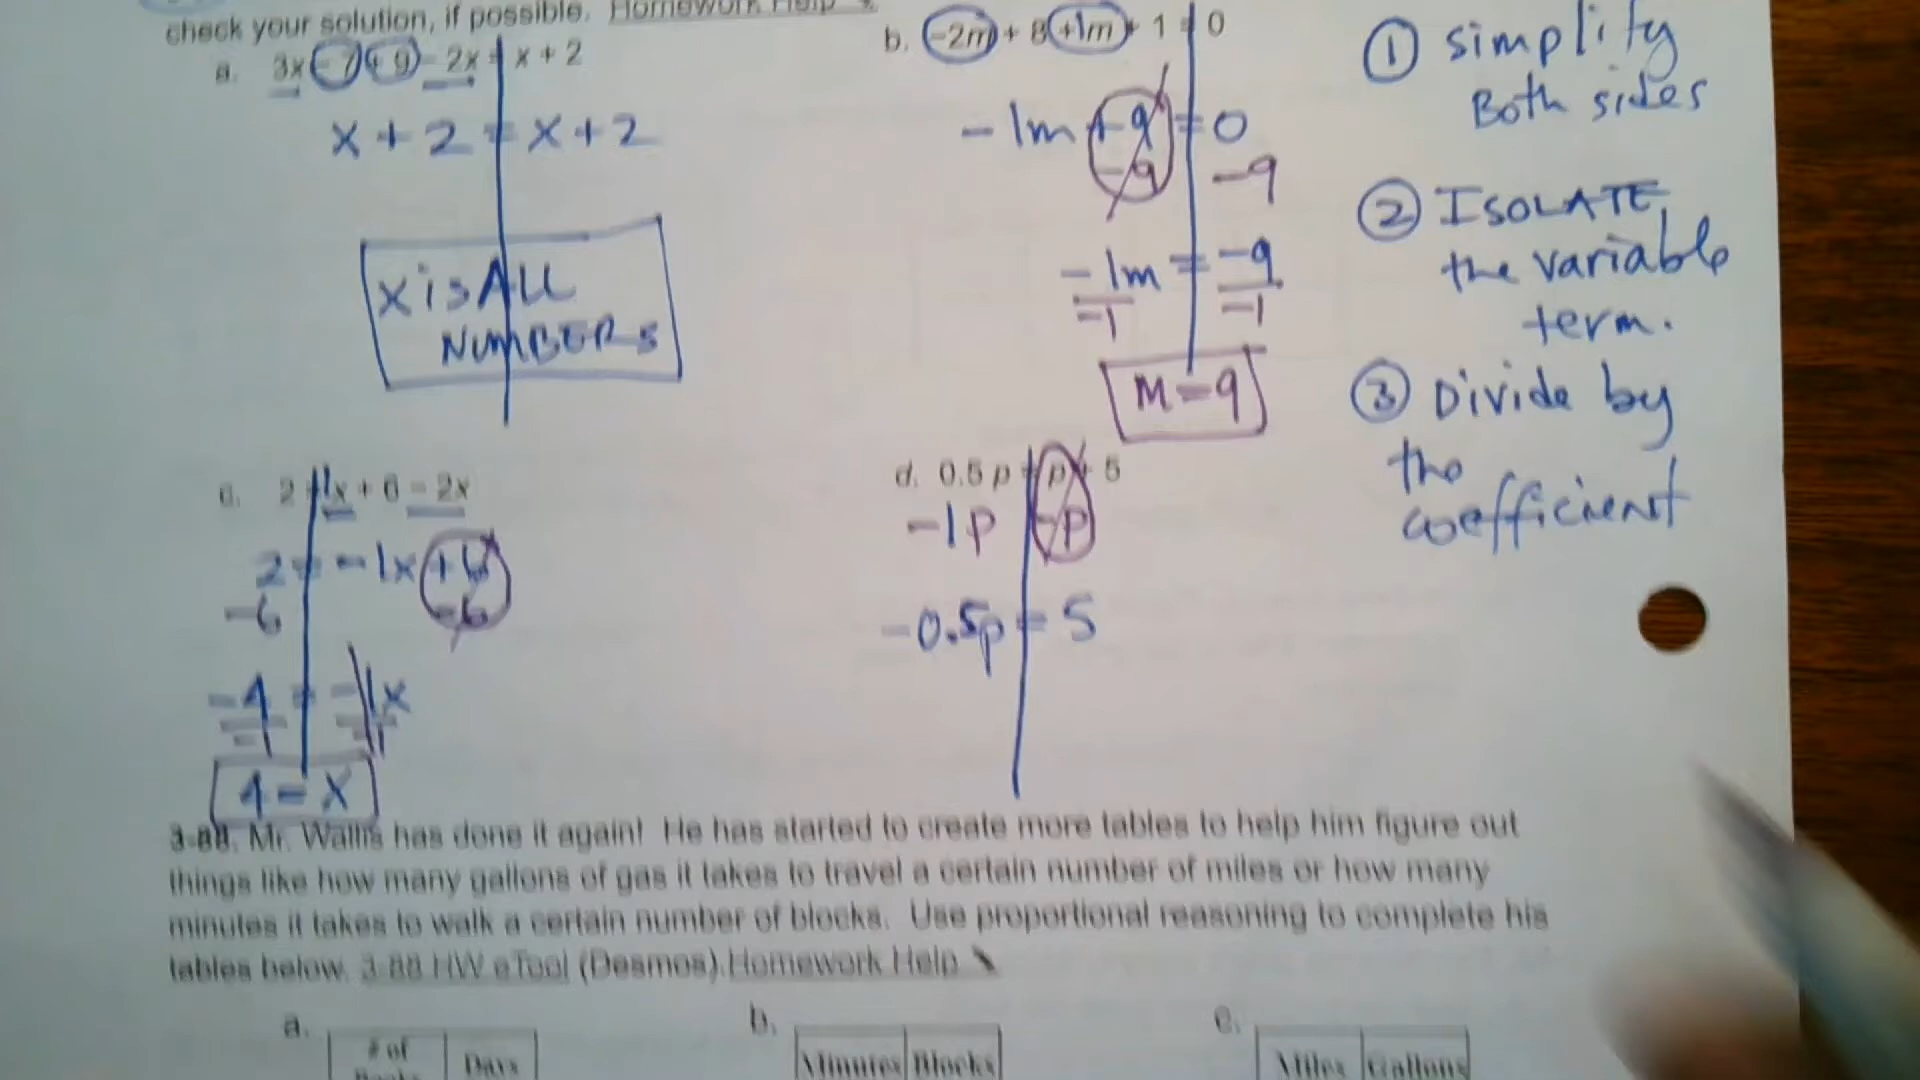 check your solution, if possible. Homework Help
a. 3x - 7 + 9 - 2x = x + 2
x + 2 = x + 2
x is ALL
NUMBERS
b. -2m + 8 + 1m + 1 = 0
-1m + 9 = 0
-9 -9
-1m = -9
-1 -1
M = 9
c. 2 = 1x + 6 - 2x
2 = -1x + 6
-6 -6
-4 = -1x
-1 -1
4 = x
d. 0.5p = p + 5
-1p -p
-0.5p = 5
① simplify
Both sides
② ISOLATE
the variable
term.
③ Divide by
the
coefficient
3-88. Mr. Wallis has done it again! He has started to create more tables to help him figure out
things like how many gallons of gas it takes to travel a certain number of miles or how many
minutes it takes to walk a certain number of blocks. Use proportional reasoning to complete his
tables below. 3-88 HW eTool (Desmos). Homework Help
a.
# of
Days
b.
Minutes Blocks
c.
Miles Gallons